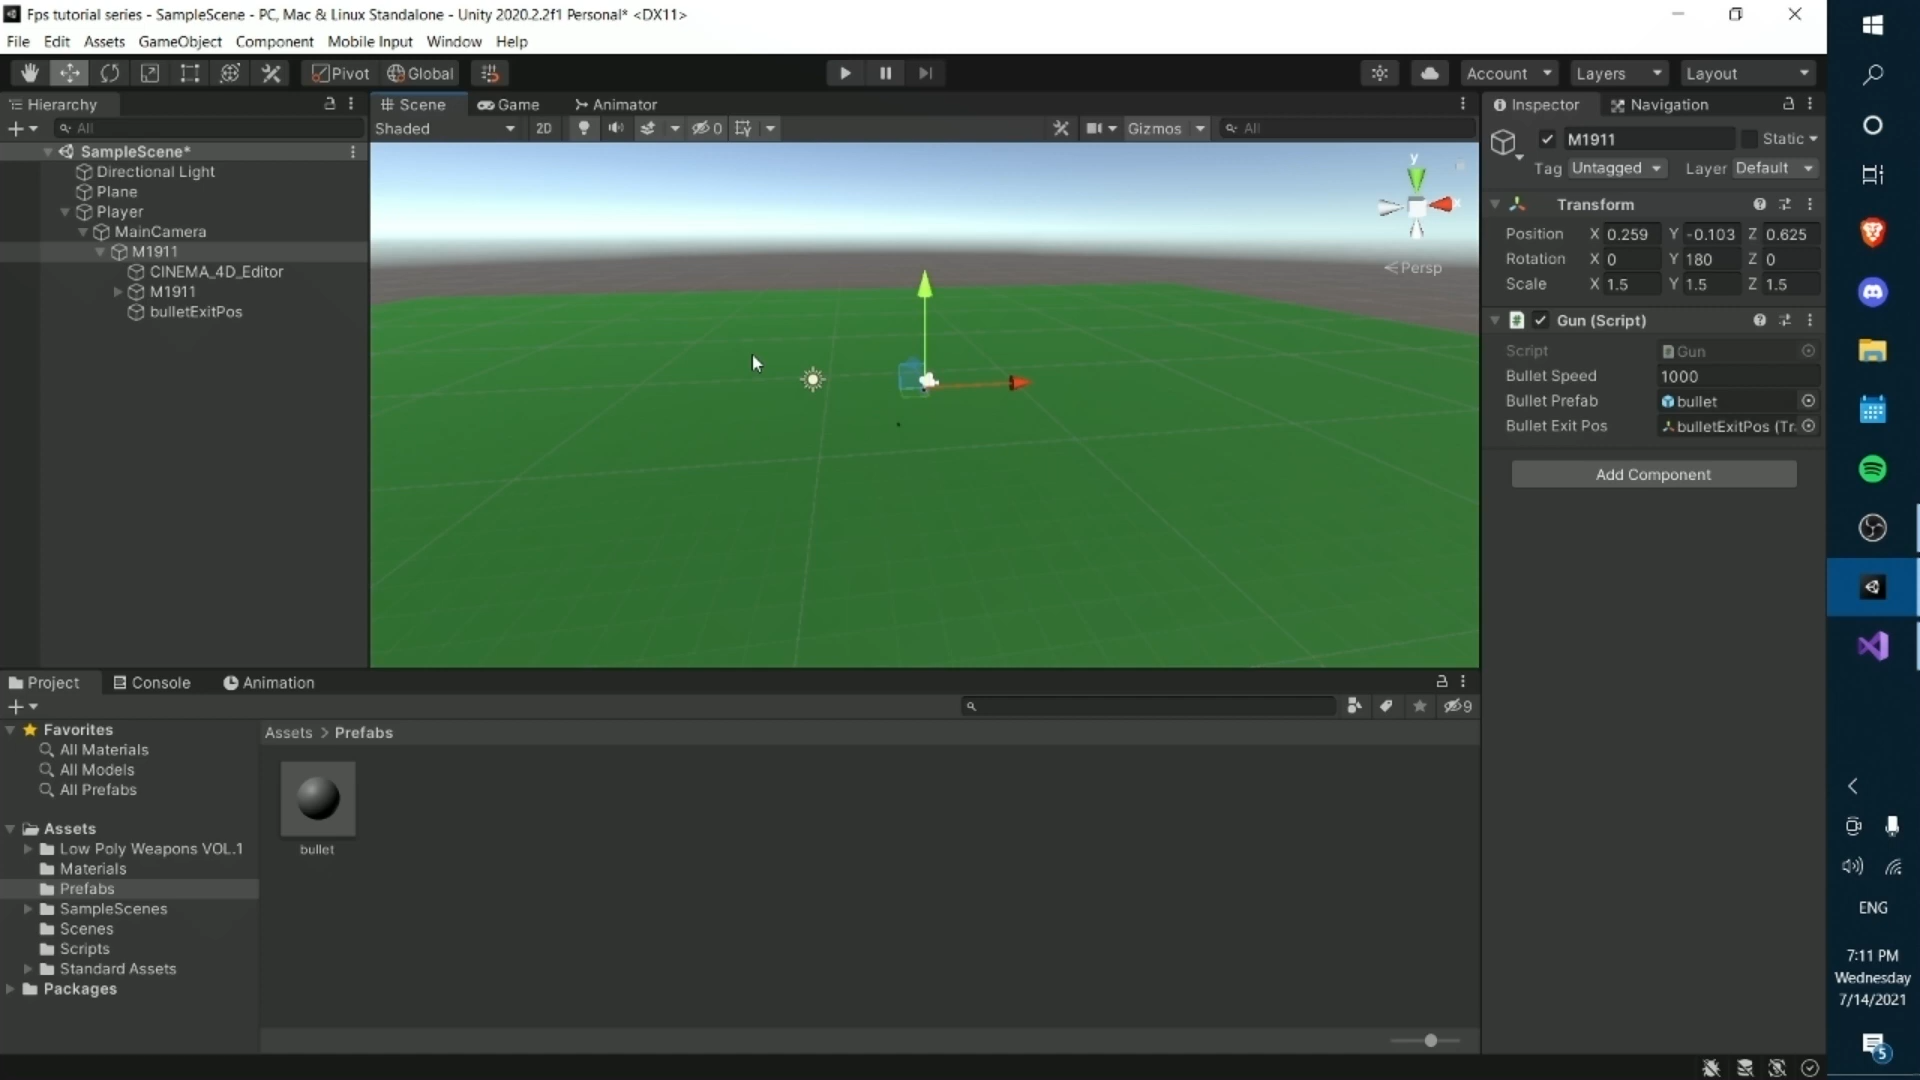 Fps tutorial series - SampleScene - PC, Mac & Linux Standalone - Unity 2020.2.2f1 Personal* <DX11>
File Edit Assets GameObject Component Mobile Input Window Help
Pivot Global Account Layers Layout
Hierarchy
All
SampleScene*
Directional Light
Plane
Player
MainCamera
M1911
CINEMA_4D_Editor
M1911
bulletExitPos
Scene Game Animator
Shaded 2D 0 Gizmos All
y
x
Persp
Inspector Navigation
M1911 Static
Tag Untagged Layer Default
Transform
Position X 0.259 Y -0.103 Z 0.625
Rotation X 0 Y 180 Z 0
Scale X 1.5 Y 1.5 Z 1.5
# Gun (Script)
Script Gun
Bullet Speed 1000
Bullet Prefab bullet
Bullet Exit Pos bulletExitPos (Tr
Add Component
Project Console Animation
9
Favorites
All Materials
All Models
All Prefabs
Assets
Low Poly Weapons VOL.1
Materials
Prefabs
SampleScenes
Scenes
Scripts
Standard Assets
Packages
Assets > Prefabs
bullet
ENG
7:11 PM
Wednesday
7/14/2021
5